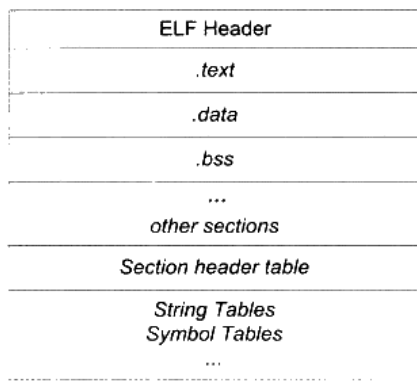 ELF Header
.text
.data
.bss
...
other sections
Section header table
String Tables
Symbol Tables
...